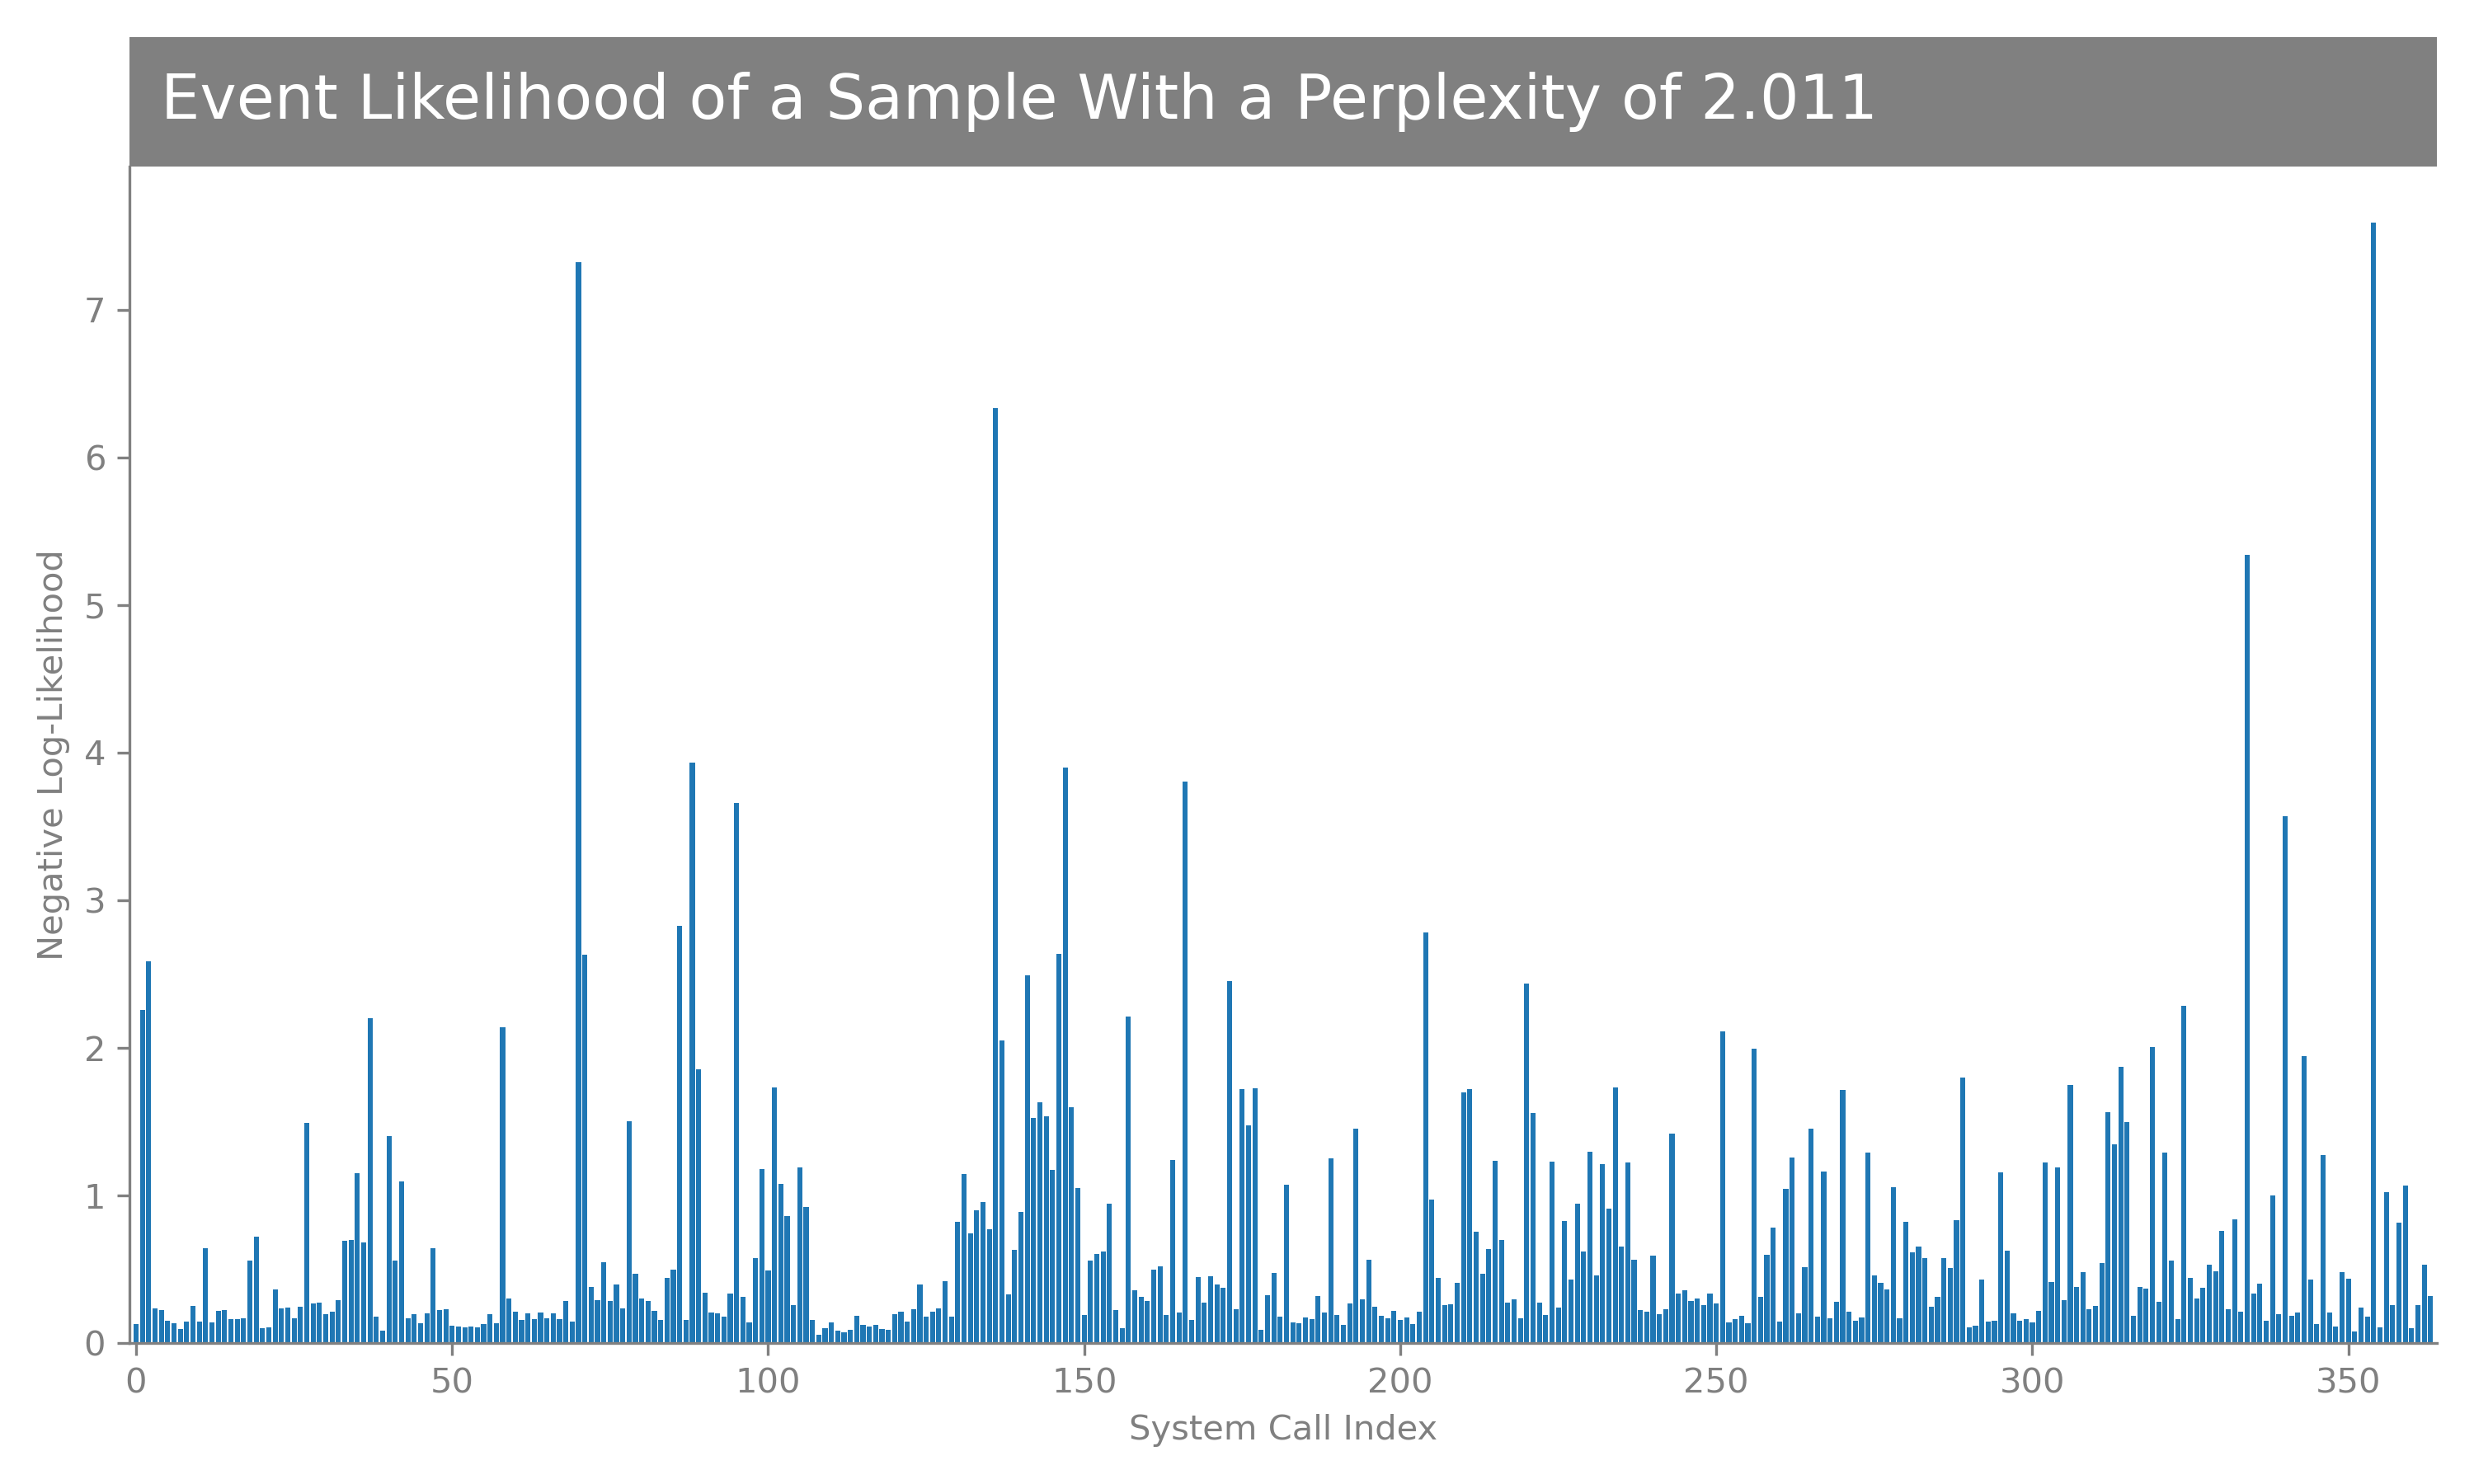 Event Likelihood of a Sample With a Perplexity of 2.011
Negative Log-Likelihood
7
6
5
4
3
2
1
0
0 50 100 150 200 250 300 350
System Call Index